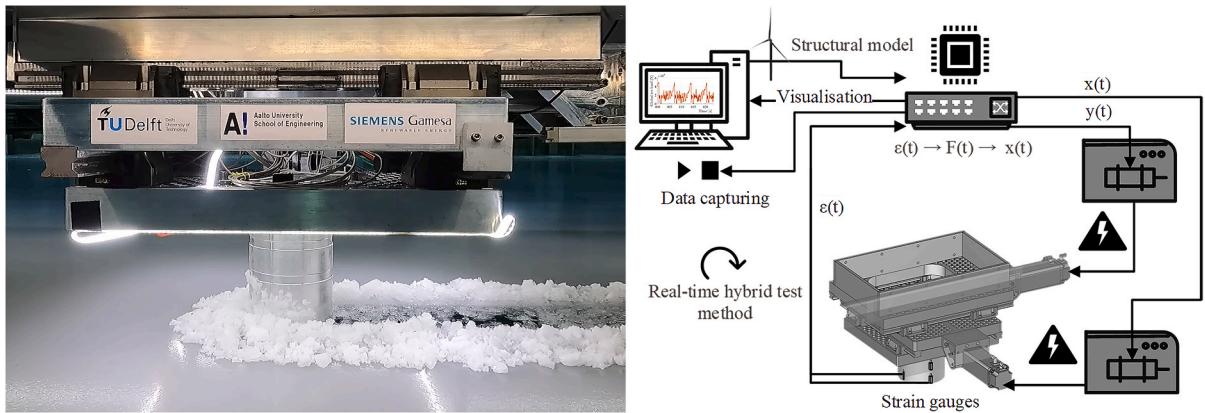 TU Delft
Delft
University of
Technology
A!
Aalto University
School of Engineering
SIEMENS Gamesa
RENEWABLE ENERGY
Structural model
Visualisation
x(t)
y(t)
ε(t) → F(t) → x(t)
Data capturing
ε(t)
Real-time hybrid test
method
Strain gauges